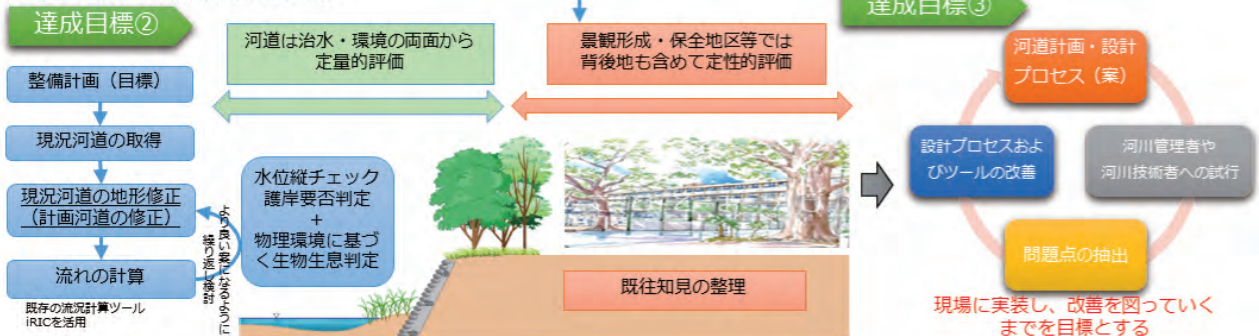 達成目標②
整備計画（目標）
現況河道の取得
現況河道の地形修正
（計画河道の修正）
流れの計算
既存の流況計算ツール
iRICを活用
より良い案になるように
繰り返し検討
水位縦チェック
護岸要否判定
+
物理環境に基づ
く生物生息判定
河道は治水・環境の両面から
定量的評価
景観形成・保全地区等では
背後地も含めて定性的評価
既往知見の整理
達成目標③
河道計画・設計
プロセス（案）
河川管理者や
河川技術者への試行
問題点の抽出
設計プロセスおよ
びツールの改善
現場に実装し、改善を図っていく
までを目標とする